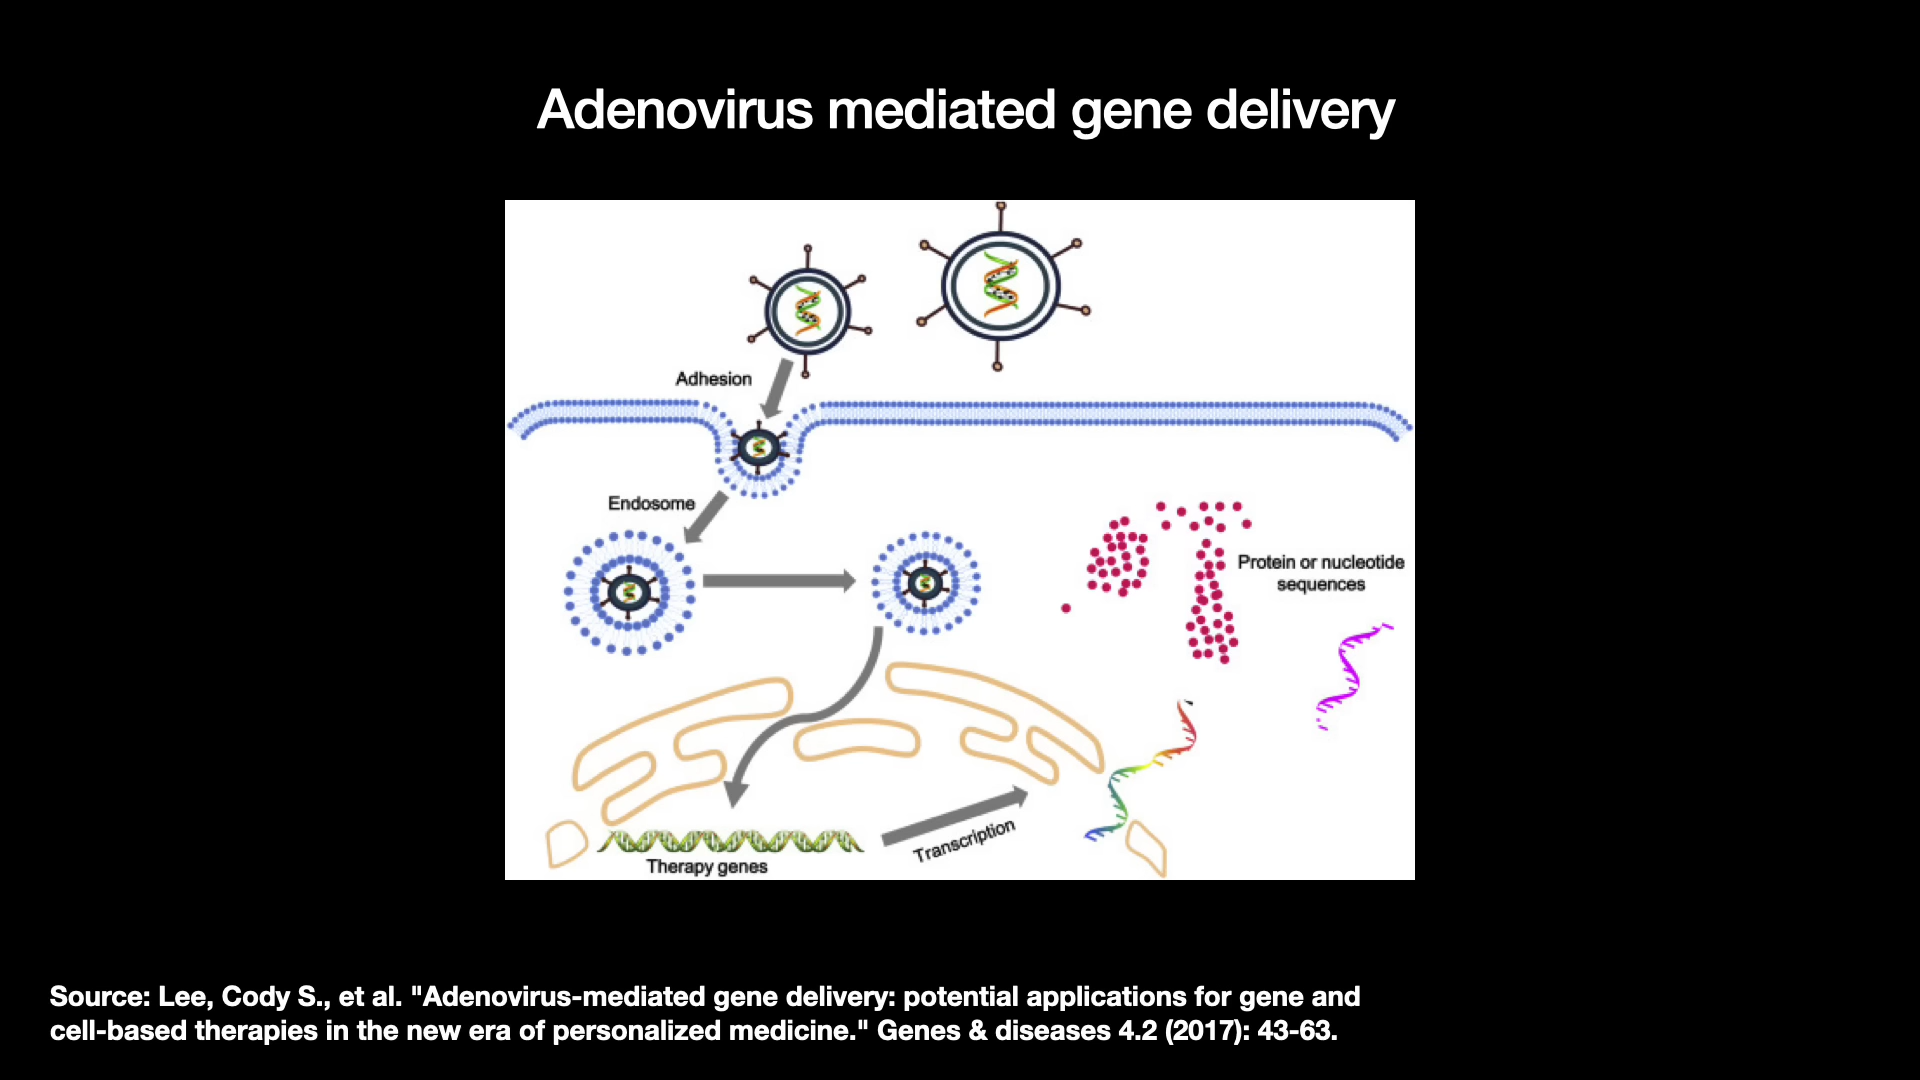 Adenovirus mediated gene delivery
Adhesion
Endosome
Protein or nucleotide
sequences
Transcription
Therapy genes
Source: Lee, Cody S., et al. "Adenovirus-mediated gene delivery: potential applications for gene and
cell-based therapies in the new era of personalized medicine." Genes & diseases 4.2 (2017): 43-63.